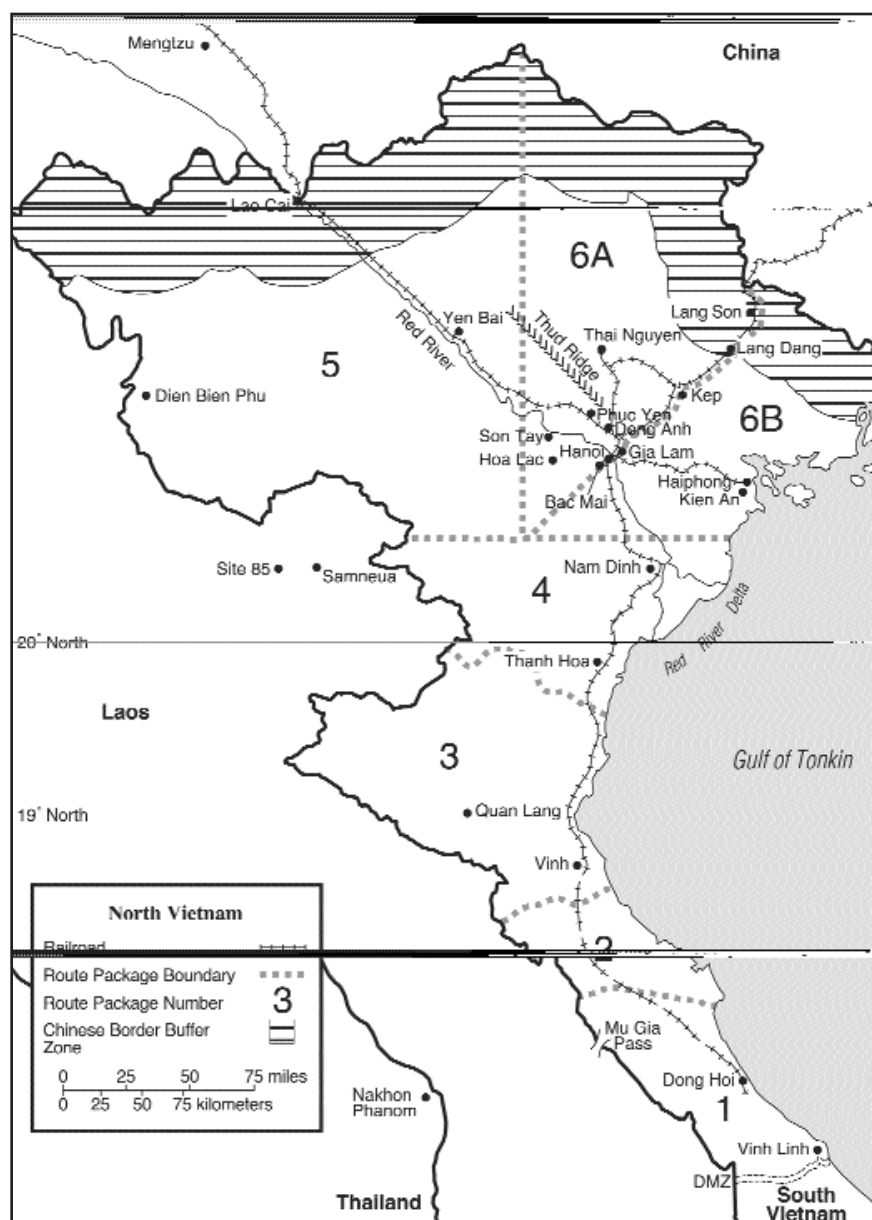 Mengtzu
China
Lao Cai
6A
Lang Son
Yen Bai
Red River
Thud Ridge
Thai Nguyen
Lang Dang
5
Dien Bien Phu
Kep
Phuc Yen
6B
Dong Anh
Son Tay
Hanoi
Gia Lam
Hoa Lac
Haiphong
Kien An
Bac Mai
Site 85
Samneua
Nam Dinh
4
Red River Delta
20° North
Thanh Hoa
Laos
3
Gulf of Tonkin
19° North
Quan Lang
Vinh
2
North Vietnam
Railroad
Route Package Boundary
Route Package Number
3
Chinese Border Buffer
Zone
0 25 50 75 miles
0 25 50 75 kilometers
Mu Gia
Pass
Nakhon
Phanom
Dong Hoi
1
Vinh Linh
DMZ
Thailand
South
Vietnam